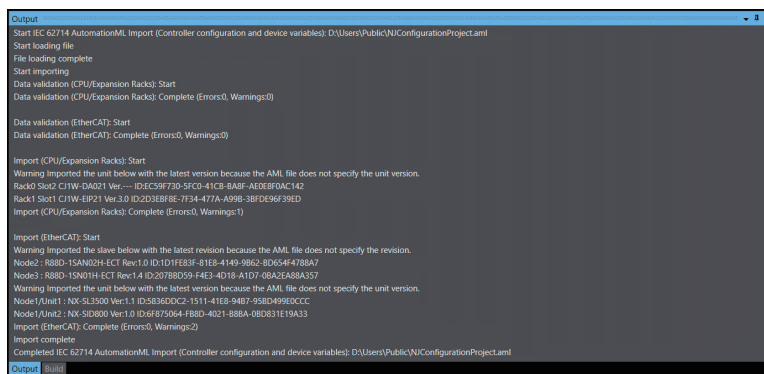 Output
Start IEC 62714 AutomationML Import (Controller configuration and device variables): D:\Users\Public\NJConfigurationProject.aml
Start loading file
File loading complete
Start importing
Data validation (CPU/Expansion Racks): Start
Data validation (CPU/Expansion Racks): Complete (Errors:0, Warnings:0)
Data validation (EtherCAT): Start
Data validation (EtherCAT): Complete (Errors:0, Warnings:0)
Import (CPU/Expansion Racks): Start
Warning Imported the unit below with the latest version because the AML file does not specify the unit version.
Rack0 Slot2 CJ1W-DA021 Ver.--- ID:EC59F730-5FC0-41CB-BA8F-AE0E8F0AC142
Rack1 Slot1 CJ1W-EIP21 Ver.3.0 ID:2D3EBF8E-7F34-477A-A99B-3BFDE96F39ED
Import (CPU/Expansion Racks): Complete (Errors:0, Warnings:1)
Import (EtherCAT): Start
Warning Imported the slave below with the latest revision because the AML file does not specify the revision.
Node2 : R88D-1SAN02H-ECT Rev:1.0 ID:1D1FE83F-81E8-4149-9B62-BD654F4788A7
Node3 : R88D-1SN01H-ECT Rev:1.4 ID:207BBD59-F4E3-4D18-A1D7-0BA2EA88A357
Warning Imported the unit below with the latest version because the AML file does not specify the unit version.
Node1/Unit1 : NX-SL3500 Ver:1.1 ID:5836DDC2-1511-41E8-94B7-95BD499E0CCC
Node1/Unit2 : NX-SID800 Ver:1.0 ID:6F875064-FB8D-4021-B8BA-0BD831E19A33
Import (EtherCAT): Complete (Errors:0, Warnings:2)
Import complete
Completed IEC 62714 AutomationML Import (Controller configuration and device variables): D:\Users\Public\NJConfigurationProject.aml
Output Build